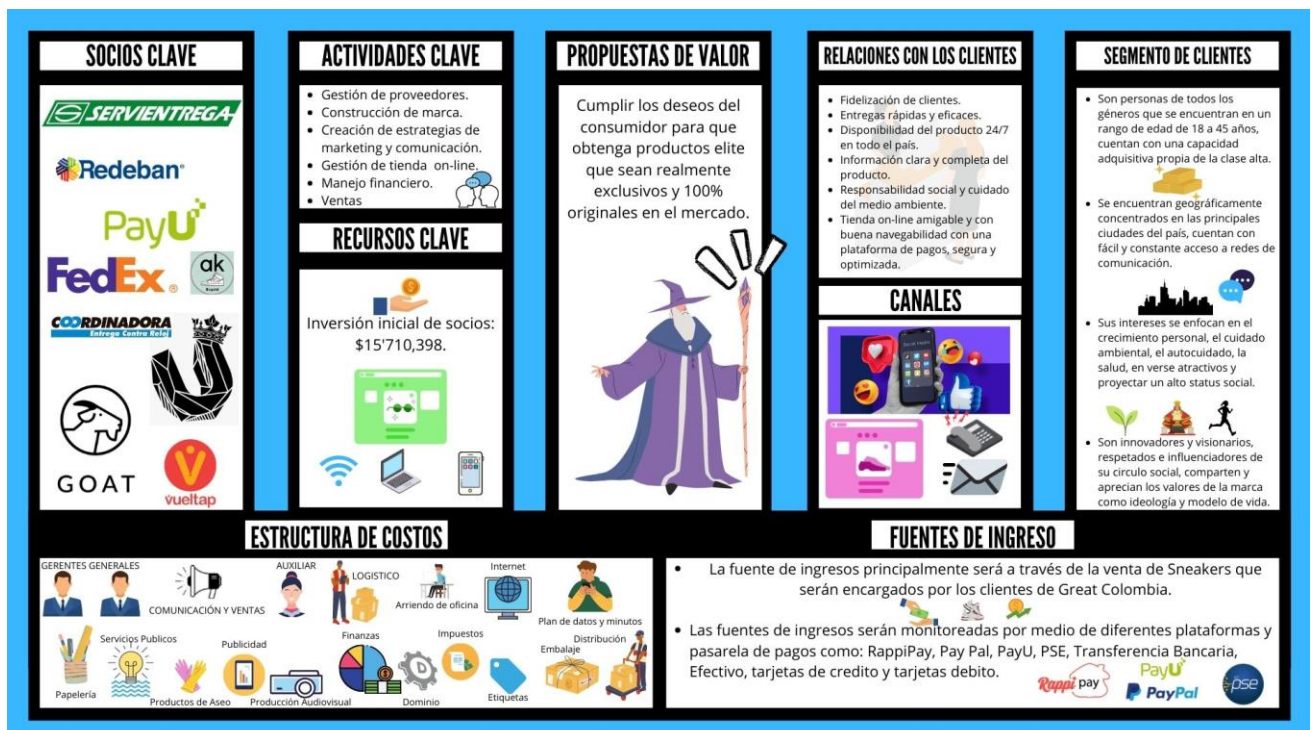 SOCIOS CLAVE
SERVIENTREGA
Redeban
PayU
FedEx
ak
COORDINADORA
Entrega Contra Reloj
GOAT
vueltap
ACTIVIDADES CLAVE
• Gestión de proveedores.
• Construcción de marca.
• Creación de estrategias de
marketing y comunicación.
• Gestión de tienda on-line.
• Manejo financiero.
• Ventas
RECURSOS CLAVE
Inversión inicial de socios:
$15'710,398.
PROPUESTAS DE VALOR
Cumplir los deseos del
consumidor para que
obtenga productos elite
que sean realmente
exclusivos y 100%
originales en el mercado.
RELACIONES CON LOS CLIENTES
• Fidelización de clientes.
• Entregas rápidas y eficaces.
• Disponibilidad del producto 24/7
en todo el país.
• Información clara y completa del
producto.
• Responsabilidad social y cuidado
del medio ambiente.
• Tienda on-line amigable y con
buena navegabilidad con una
plataforma de pagos, segura y
optimizada.
CANALES
SEGMENTO DE CLIENTES
• Son personas de todos los
géneros que se encuentran en un
rango de edad de 18 a 45 años,
cuentan con una capacidad
adquisitiva propia de la clase alta.
• Se encuentran geográficamente
concentrados en las principales
ciudades del país, cuentan con
fácil y constante acceso a redes de
comunicación.
• Sus intereses se enfocan en el
crecimiento personal, el cuidado
ambiental, el autocuidado, la
salud, en verse atractivos y
proyectar un alto status social.
• Son innovadores y visionarios,
respetados e influenciadores de
su circulo social, comparten y
aprecian los valores de la marca
como ideología y modelo de vida.
ESTRUCTURA DE COSTOS
GERENTES GENERALES
COMUNICACIÓN Y VENTAS
AUXILIAR
LOGISTICO
Arriendo de oficina
Internet
Plan de datos y minutos
Papelería
Servicios Publicos
Productos de Aseo
Publicidad
Producción Audiovisual
Finanzas
Dominio
Impuestos
Etiquetas
Embalaje
Distribución
FUENTES DE INGRESO
• La fuente de ingresos principalmente será a través de la venta de Sneakers que
serán encargados por los clientes de Great Colombia.
• Las fuentes de ingresos serán monitoreadas por medio de diferentes plataformas y
pasarela de pagos como: RappiPay, Pay Pal, PayU, PSE, Transferencia Bancaria,
Efectivo, tarjetas de credito y tarjetas debito.
Rappi pay
PayU
PayPal
pse